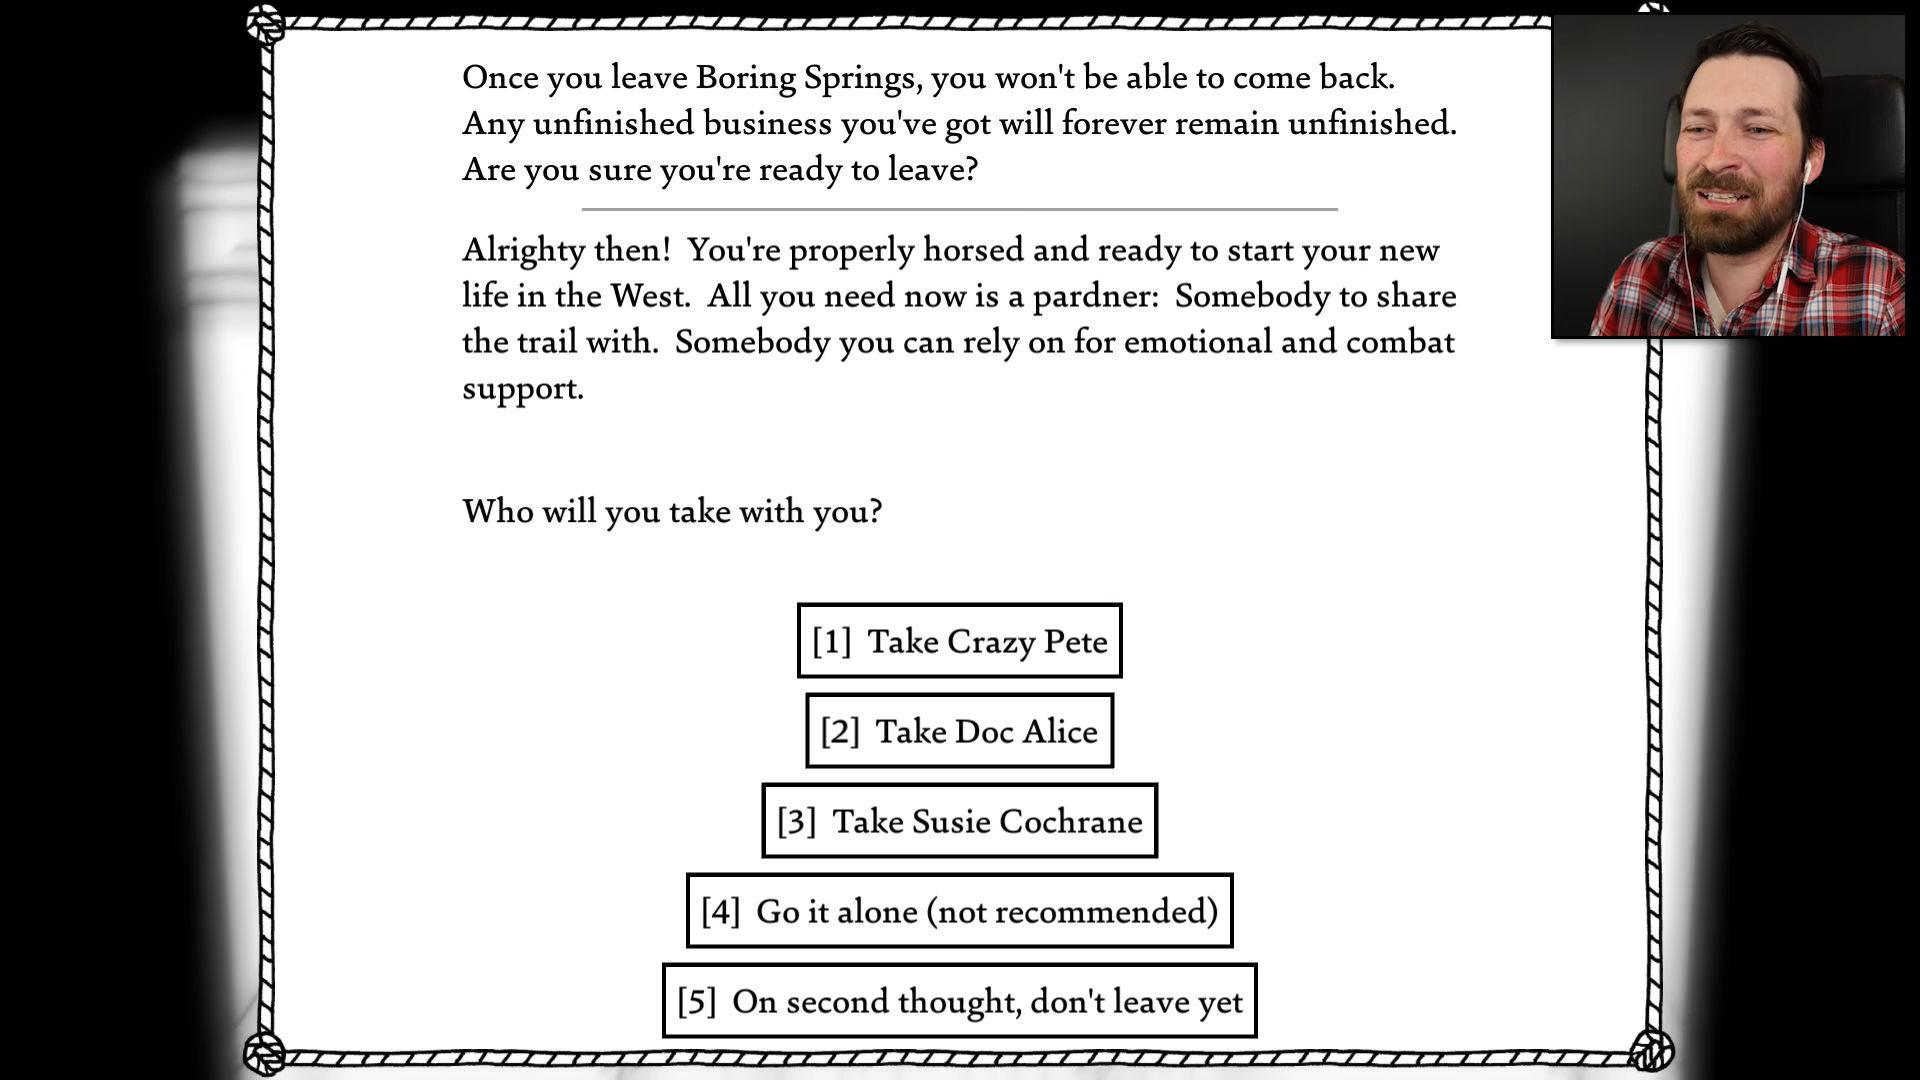 Once you leave Boring Springs, you won't be able to come back.
Any unfinished business you've got will forever remain unfinished.
Are you sure you're ready to leave?
Alrighty then!  You're properly horsed and ready to start your new
life in the West.  All you need now is a pardner:  Somebody to share
the trail with.  Somebody you can rely on for emotional and combat
support.
Who will you take with you?
[1]  Take Crazy Pete
[2]  Take Doc Alice
[3]  Take Susie Cochrane
[4]  Go it alone (not recommended)
[5]  On second thought, don't leave yet